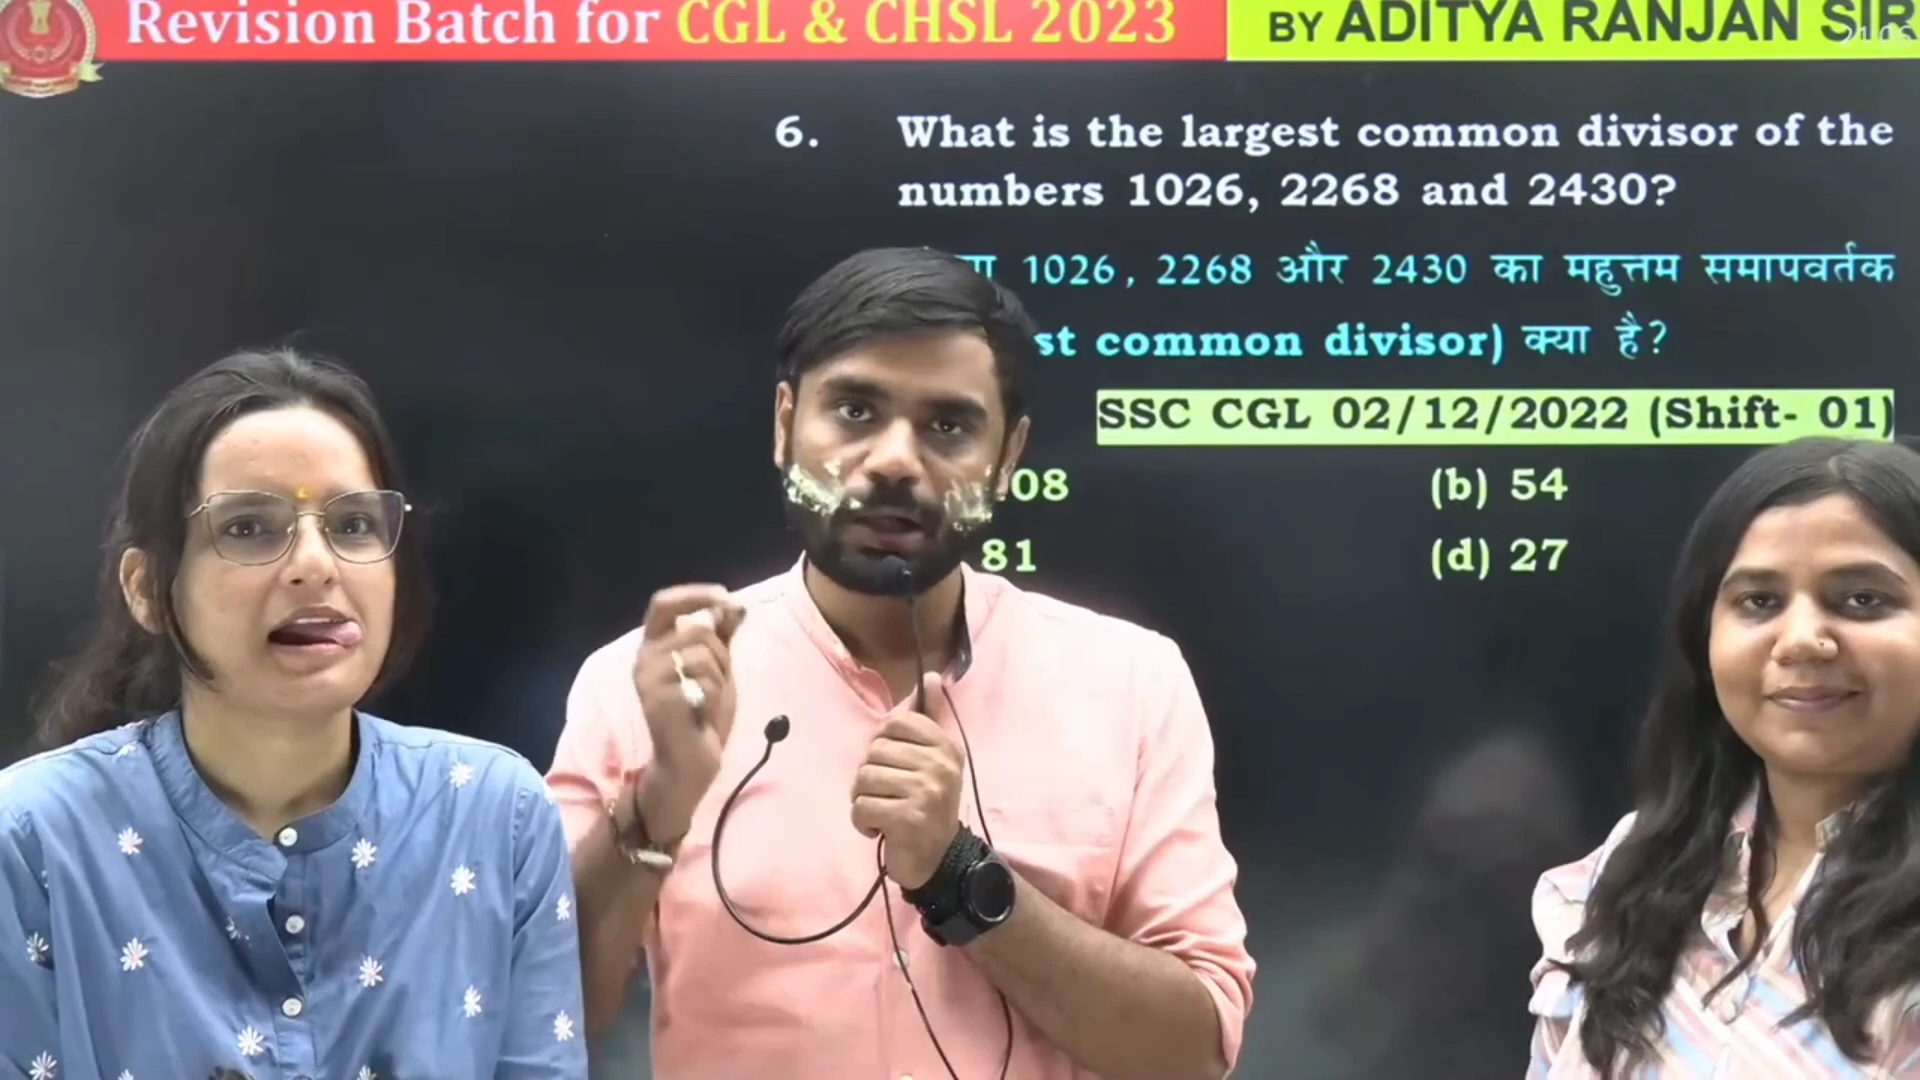 Revision Batch for CGL & CHSL 2023
BY ADITYA RANJAN SIR
6. What is the largest common divisor of the
numbers 1026, 2268 and 2430?
1026, 2268 और 2430 का महत्तम समापवर्तक
common divisor) क्या है?
SSC CGL 02/12/2022 (Shift- 01)
08 (b) 54
81 (d) 27